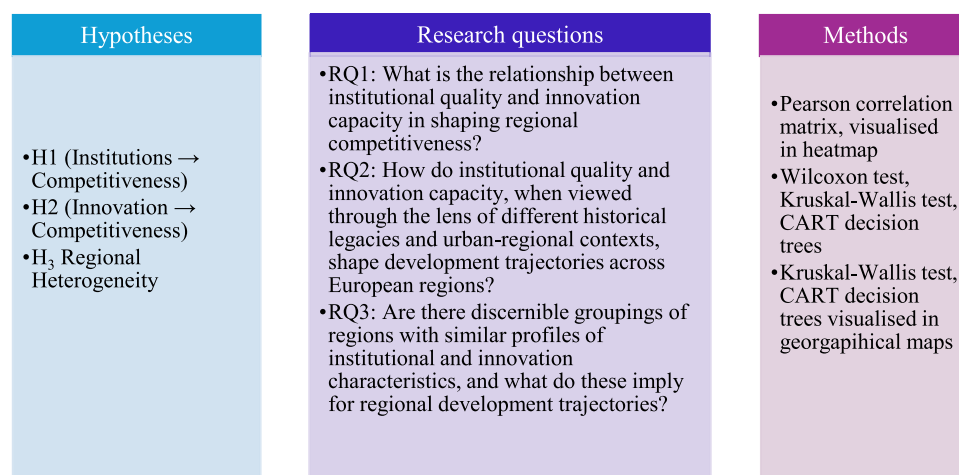 Hypotheses
•H1 (Institutions →
Competitiveness)
•H2 (Innovation →
Competitiveness)
•H₃ Regional
Heterogeneity
Research questions
•RQ1: What is the relationship between
institutional quality and innovation
capacity in shaping regional
competitiveness?
•RQ2: How do institutional quality and
innovation capacity, when viewed
through the lens of different historical
legacies and urban-regional contexts,
shape development trajectories across
European regions?
•RQ3: Are there discernible groupings of
regions with similar profiles of
institutional and innovation
characteristics, and what do these imply
for regional development trajectories?
Methods
•Pearson correlation
matrix, visualised
in heatmap
•Wilcoxon test,
Kruskal-Wallis test,
CART decision
trees
•Kruskal-Wallis test,
CART decision
trees visualised in
georgapihical maps